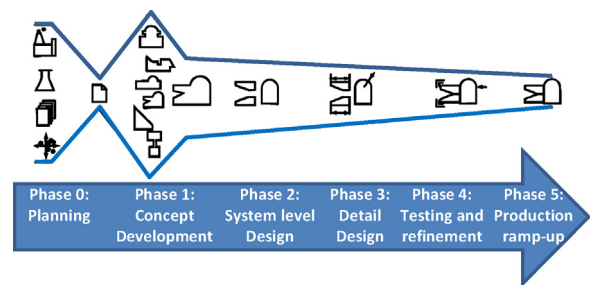 Phase 0:
Planning
Phase 1:
Concept
Development
Phase 2:
System level
Design
Phase 3:
Detail
Design
Phase 4:
Testing and
refinement
Phase 5:
Production
ramp-up